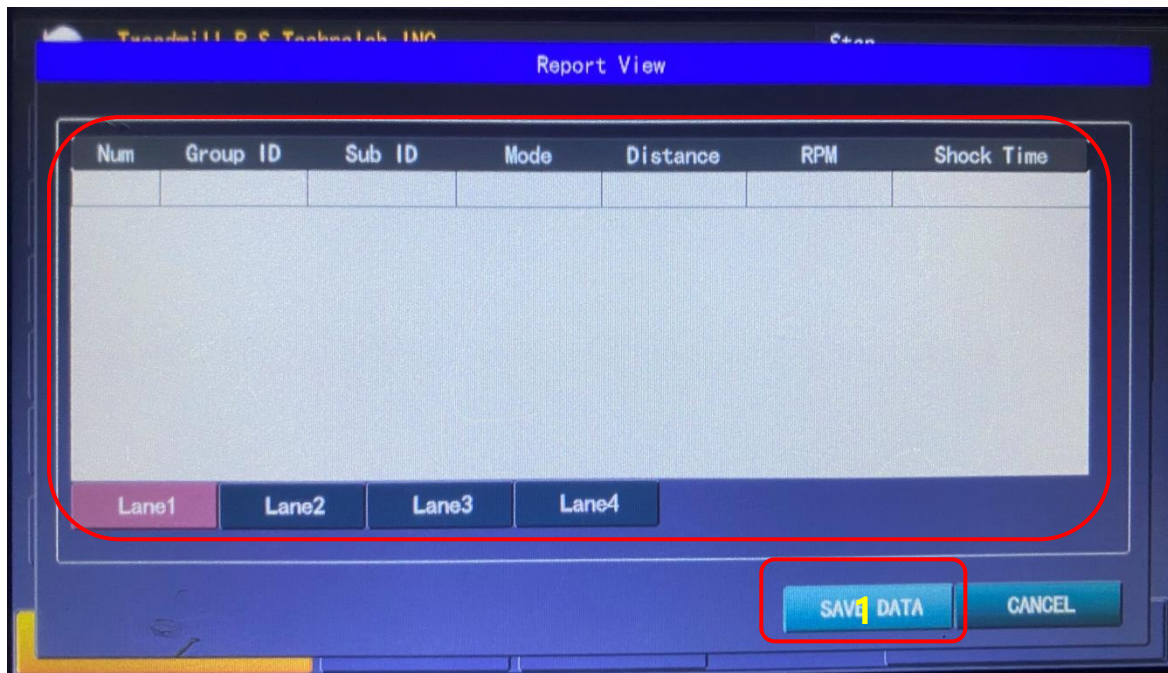 Report View
Num Group ID Sub ID Mode Distance RPM Shock Time
Lane1 Lane2 Lane3 Lane4
SAVE DATA CANCEL
1